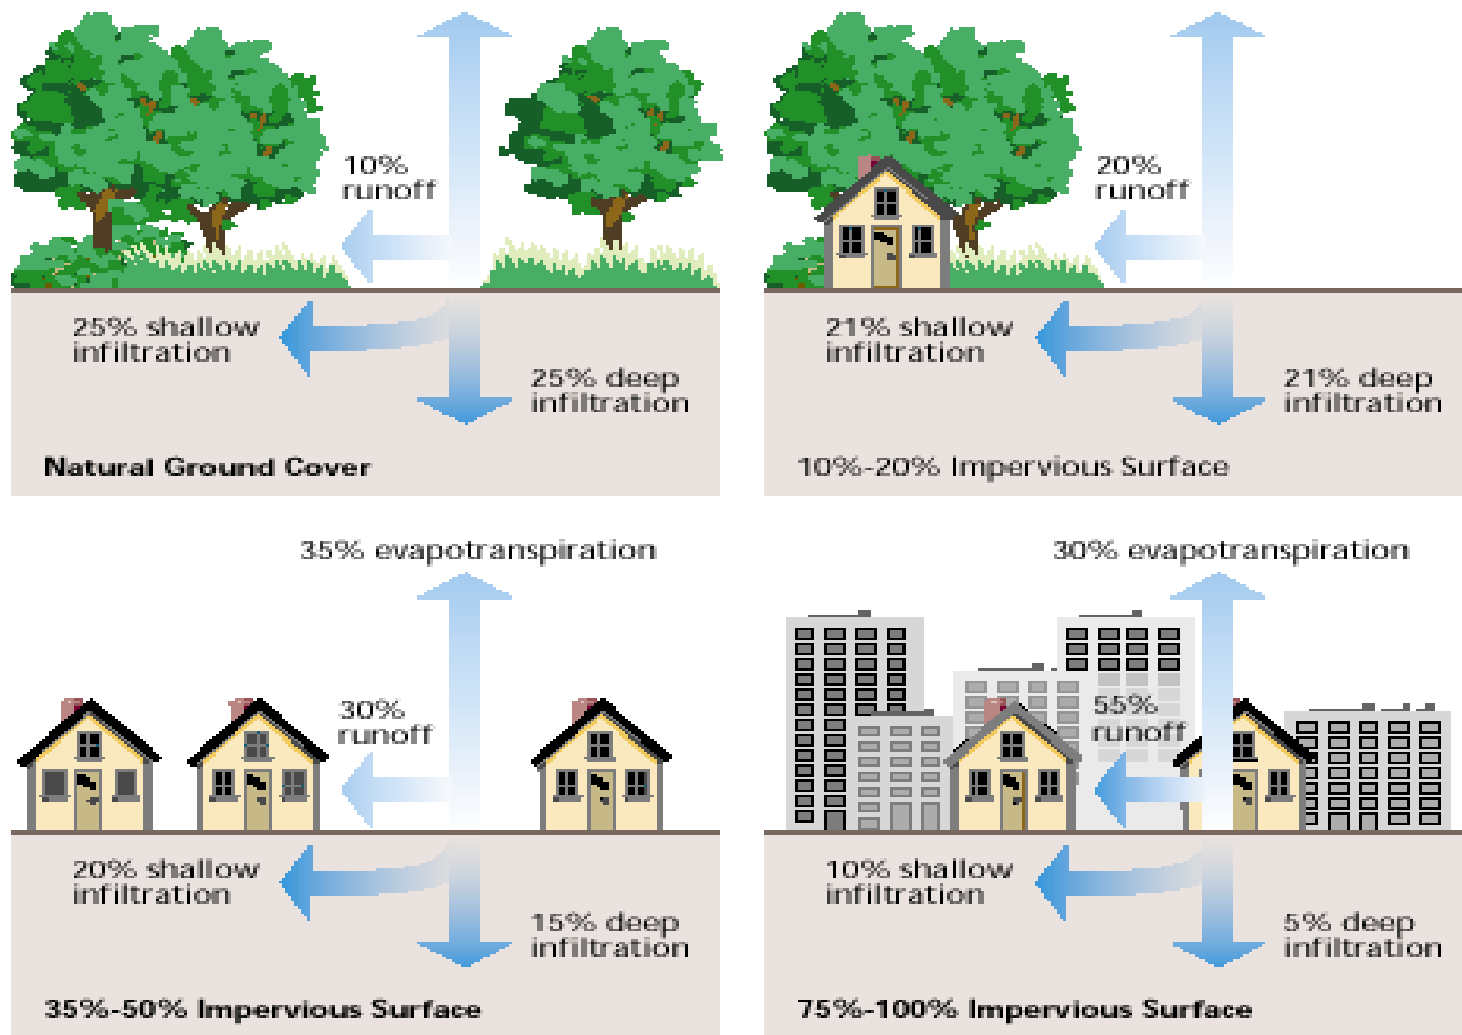 10%
runoff
25% shallow
infiltration
25% deep
infiltration
Natural Ground Cover
20%
runoff
21% shallow
infiltration
21% deep
infiltration
10%-20% Impervious Surface
35% evapotranspiration
30%
runoff
20% shallow
infiltration
15% deep
infiltration
35%-50% Impervious Surface
30% evapotranspiration
55%
runoff
10% shallow
infiltration
5% deep
infiltration
75%-100% Impervious Surface